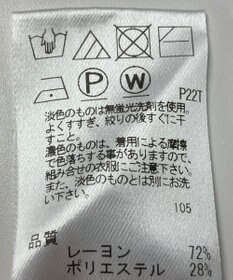 P W P22T
淡色のものは無蛍光洗剤を使用。
よくすすぎ、絞りの後すぐに干
すこと。
濃色のものは、着用による摩擦
で色落ちする事がありますので、
組み合せの衣服にご注意下さい。
また、淡色のものとは別にお洗
い下さい。
105
品質
レーヨン 72%
ポリエステル 28%